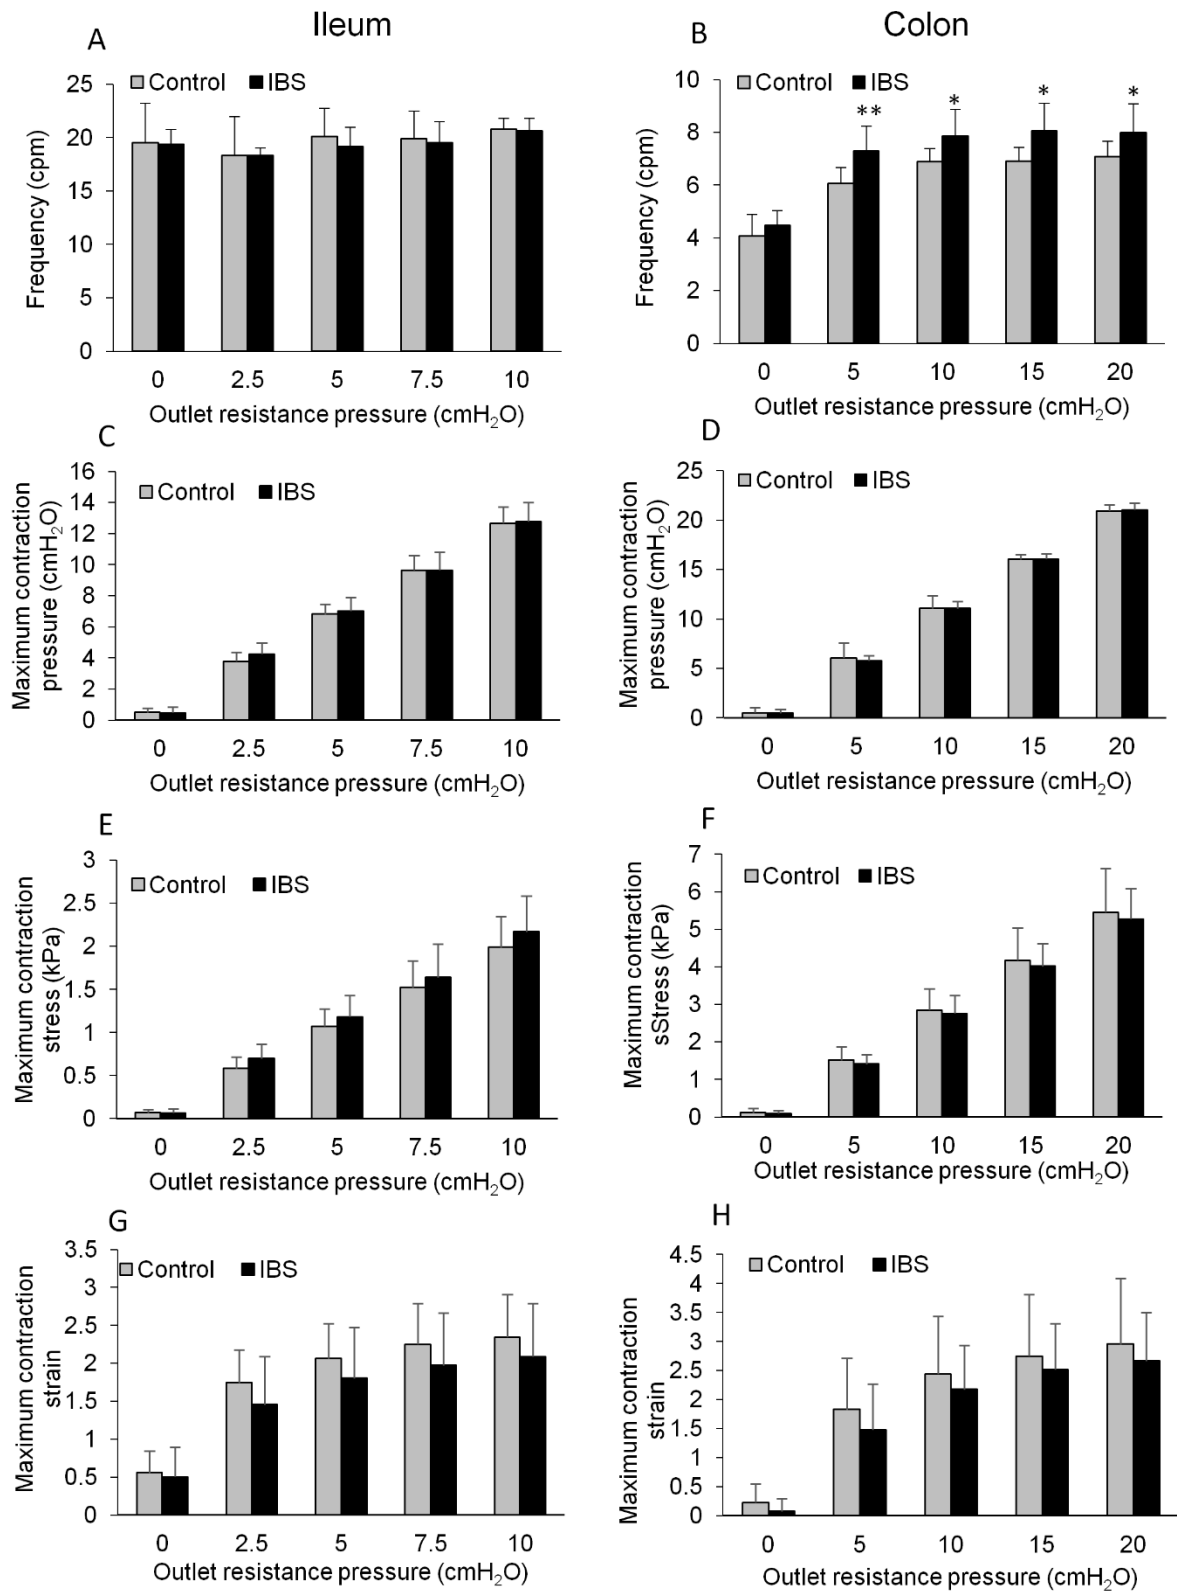 Ileum
A
25
20
15
10
5
0
Frequency (cpm)
Control IBS
0 2.5 5 7.5 10
Outlet resistance pressure (cmH₂O)
Colon
B
10
8
6
4
2
0
Frequency (cpm)
Control IBS
** * * *
0 5 10 15 20
Outlet resistance pressure (cmH₂O)
C
16
14
12
10
8
6
4
2
0
Maximum contraction
pressure (cmH₂O)
Control IBS
0 2.5 5 7.5 10
Outlet resistance pressure (cmH₂O)
D
25
20
15
10
5
0
Maximum contraction
pressure (cmH₂O)
Control IBS
0 5 10 15 20
Outlet resistance pressure (cmH₂O)
E
3
2.5
2
1.5
1
0.5
0
Maximum contraction
stress (kPa)
Control IBS
0 2.5 5 7.5 10
Outlet resistance pressure (cmH₂O)
F
7
6
5
4
3
2
1
0
Maximum contraction
sStress (kPa)
Control IBS
0 5 10 15 20
Outlet resistance pressure (cmH₂O)
G
3.5
3
2.5
2
1.5
1
0.5
0
Maximum contraction
strain
Control IBS
0 2.5 5 7.5 10
Outlet resistance pressure (cmH₂O)
H
4.5
4
3.5
3
2.5
2
1.5
1
0.5
0
Maximum contraction
strain
Control IBS
0 5 10 15 20
Outlet resistance pressure (cmH₂O)